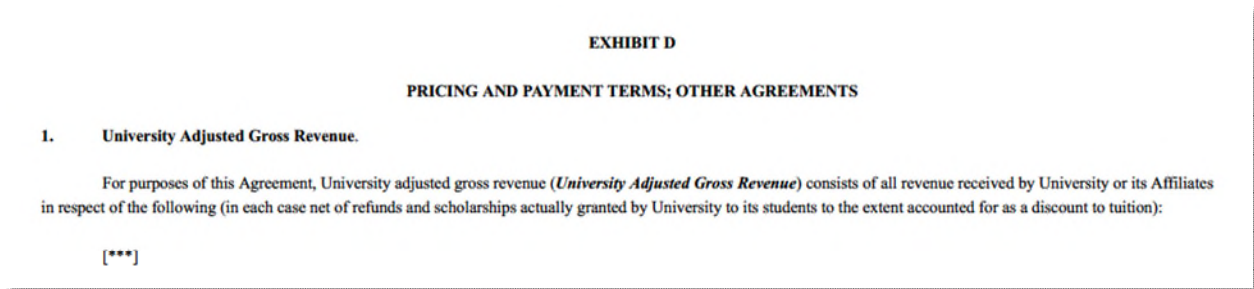 EXHIBIT D
PRICING AND PAYMENT TERMS; OTHER AGREEMENTS
1. University Adjusted Gross Revenue.
For purposes of this Agreement, University adjusted gross revenue (University Adjusted Gross Revenue) consists of all revenue received by University or its Affiliates
in respect of the following (in each case net of refunds and scholarships actually granted by University to its students to the extent accounted for as a discount to tuition):
[***]